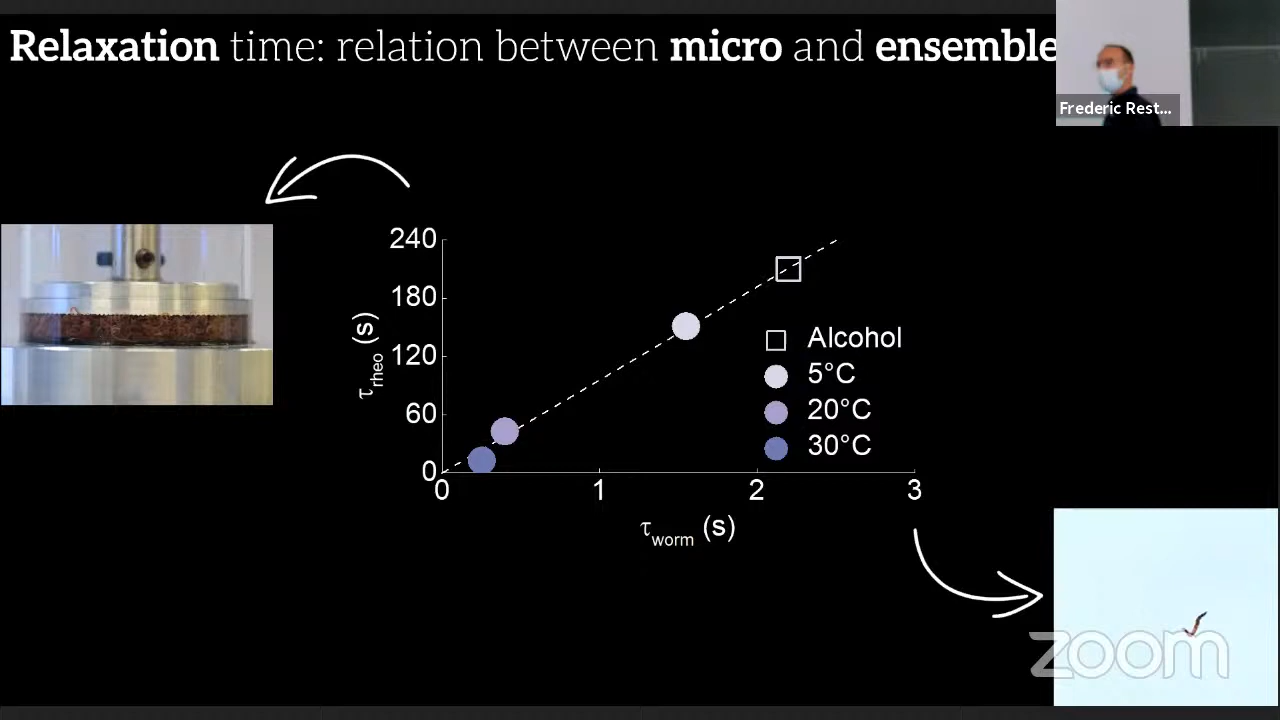 Relaxation time: relation between micro and ensemble
Frederic Rest...
240
180
120
60
0
τrheo (s)
0 1 2 3
τworm (s)
Alcohol
5°C
20°C
30°C
zoom